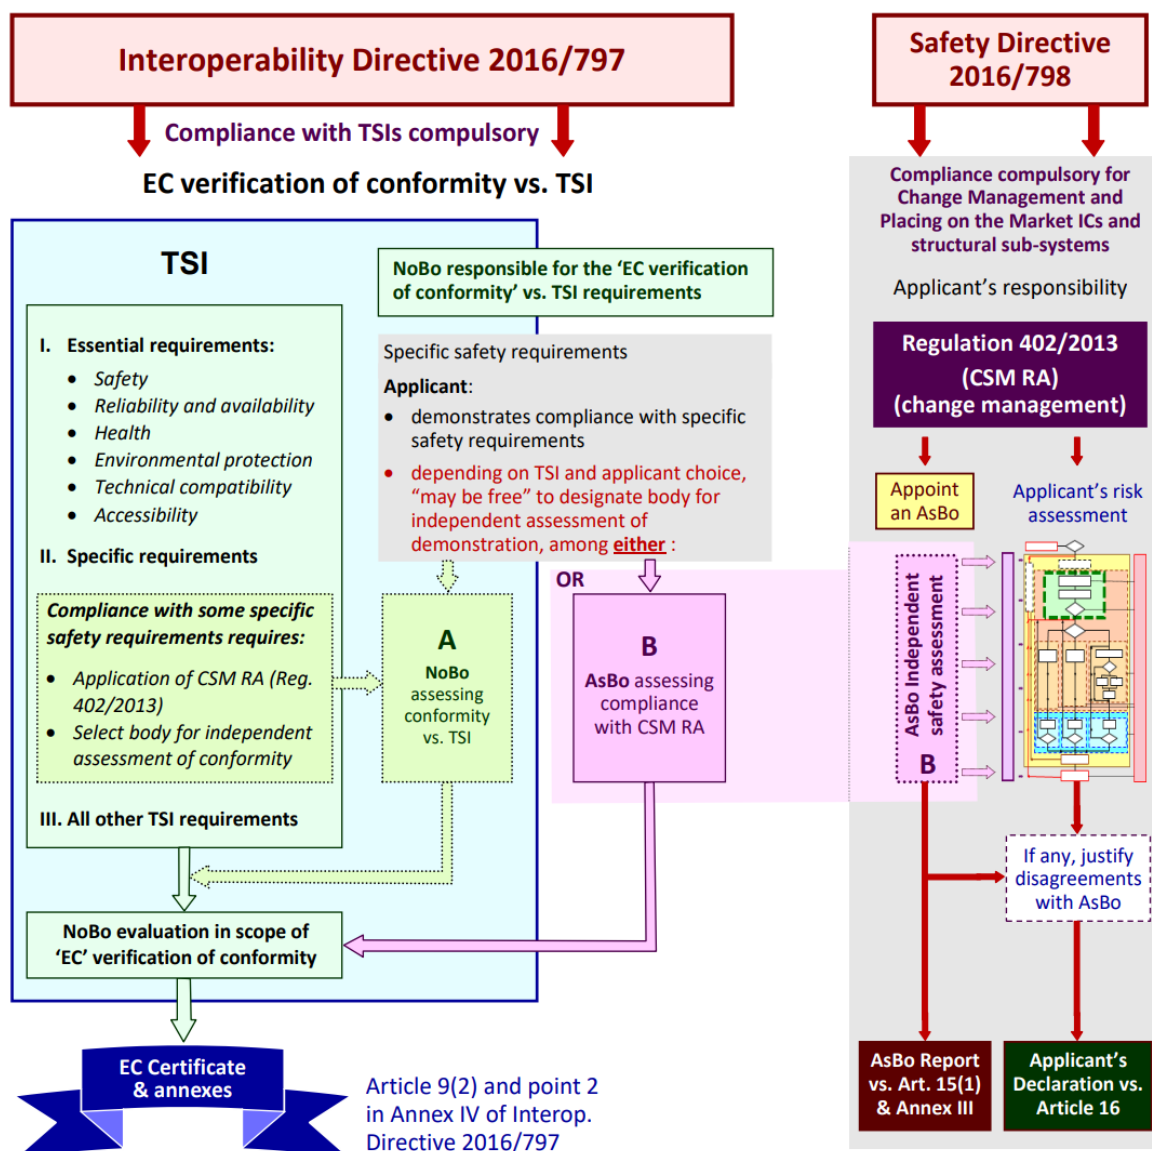 Interoperability Directive 2016/797
Compliance with TSIs compulsory
EC verification of conformity vs. TSI
TSI
NoBo responsible for the ‘EC verification
of conformity’ vs. TSI requirements
I. Essential requirements:
• Safety
• Reliability and availability
• Health
• Environmental protection
• Technical compatibility
• Accessibility
II. Specific requirements
Compliance with some specific
safety requirements requires:
• Application of CSM RA (Reg.
402/2013)
• Select body for independent
assessment of conformity
III. All other TSI requirements
Specific safety requirements
Applicant:
• demonstrates compliance with specific
safety requirements
• depending on TSI and applicant choice,
“may be free” to designate body for
independent assessment of
demonstration, among either :
A
NoBo
assessing
conformity
vs. TSI
OR
B
AsBo assessing
compliance
with CSM RA
NoBo evaluation in scope of
‘EC’ verification of conformity
EC Certificate
& annexes
Article 9(2) and point 2
in Annex IV of Interop.
Directive 2016/797
Safety Directive
2016/798
Compliance compulsory for
Change Management and
Placing on the Market ICs and
structural sub-systems
Applicant’s responsibility
Regulation 402/2013
(CSM RA)
(change management)
Appoint
an AsBo
Applicant’s risk
assessment
AsBo Independent
safety assessment
B
If any, justify
disagreements
with AsBo
AsBo Report
vs. Art. 15(1)
& Annex III
Applicant’s
Declaration vs.
Article 16